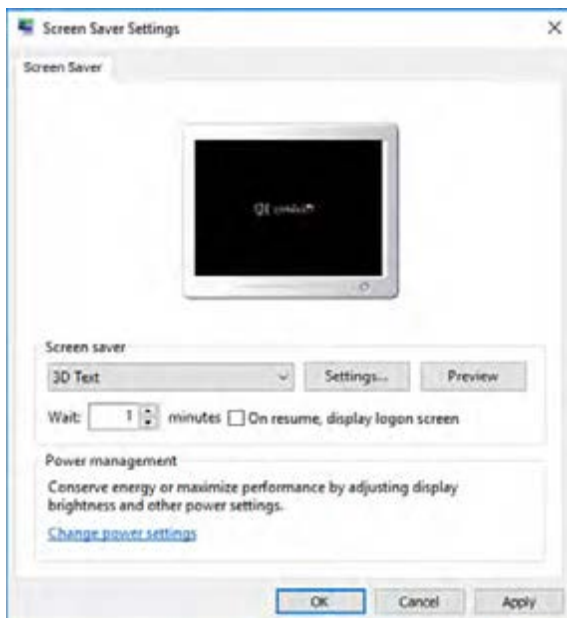 Screen Saver Settings
Screen Saver
Screen saver
3D Text
Settings...
Preview
Wait: 1 minutes On resume, display logon screen
Power management
Conserve energy or maximize performance by adjusting display
brightness and other power settings.
Change power settings
OK Cancel Apply